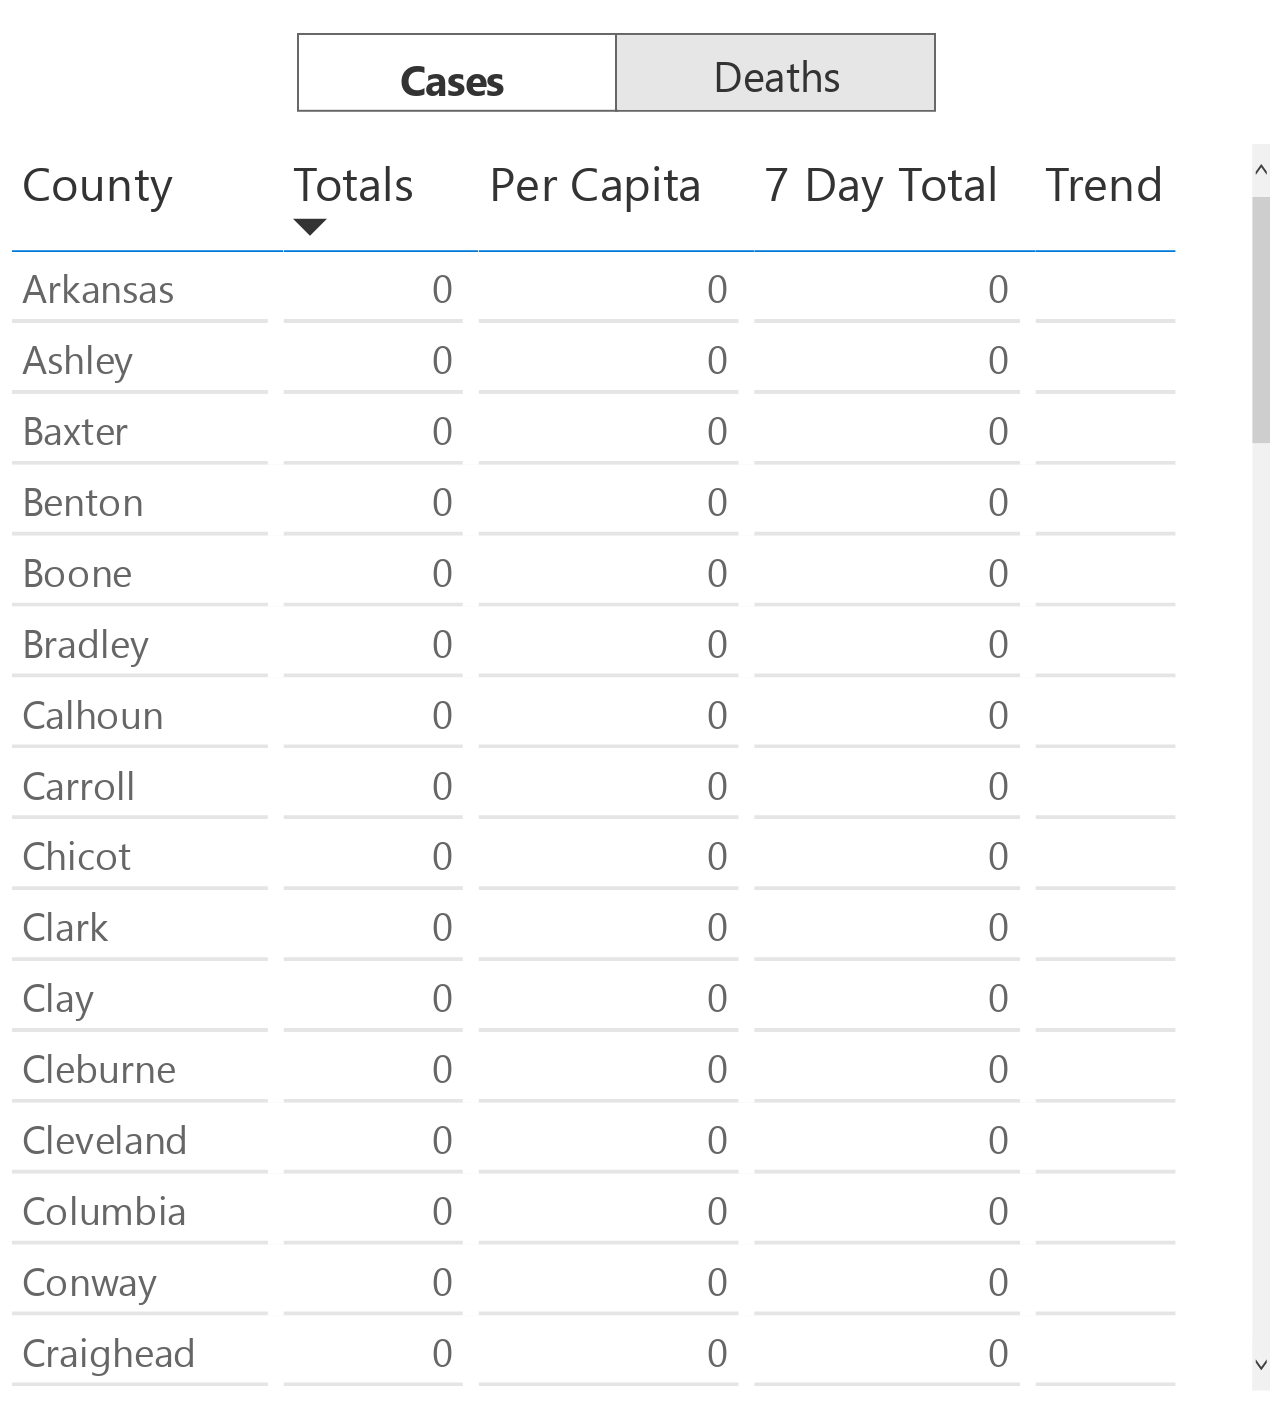 Cases Deaths
County Totals Per Capita 7 Day Total Trend
Arkansas 0 0 0
Ashley 0 0 0
Baxter 0 0 0
Benton 0 0 0
Boone 0 0 0
Bradley 0 0 0
Calhoun 0 0 0
Carroll 0 0 0
Chicot 0 0 0
Clark 0 0 0
Clay 0 0 0
Cleburne 0 0 0
Cleveland 0 0 0
Columbia 0 0 0
Conway 0 0 0
Craighead 0 0 0